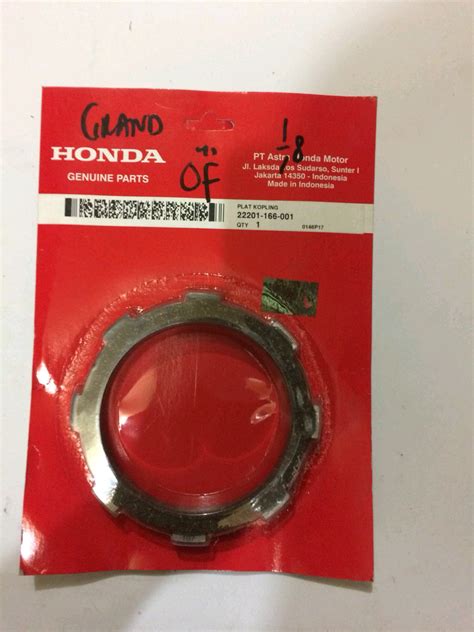 GRAND
1/8
HONDA
GENUINE PARTS
OF
PT Astra Honda Motor
Jl. Laksda Yos Sudarso, Sunter I
Jakarta 14350 - Indonesia
Made in Indonesia
PLAT KOPLING
22201-166-001
QTY 1
0146P17